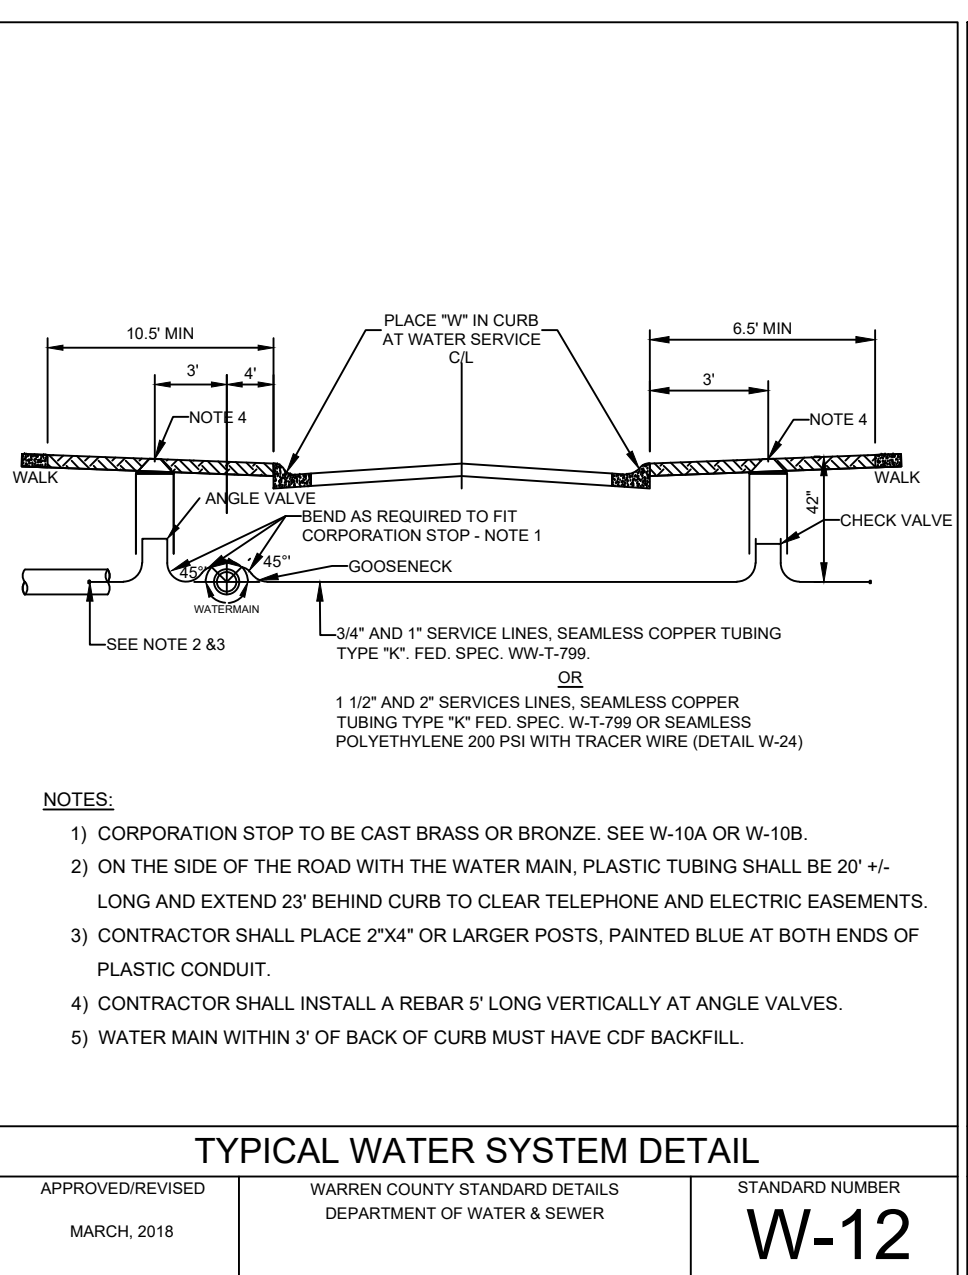 PLACE "W" IN CURB
AT WATER SERVICE
C/L
10.5' MIN
6.5' MIN
3'
4'
3'
NOTE 4
NOTE 4
WALK
WALK
ANGLE VALVE
42"
BEND AS REQUIRED TO FIT
CORPORATION STOP - NOTE 1
CHECK VALVE
45°'
45°'
GOOSENECK
WATERMAIN
SEE NOTE 2 &3
3/4" AND 1" SERVICE LINES, SEAMLESS COPPER TUBING
TYPE "K". FED. SPEC. WW-T-799.
OR
1 1/2" AND 2" SERVICES LINES, SEAMLESS COPPER
TUBING TYPE "K" FED. SPEC. W-T-799 OR SEAMLESS
POLYETHYLENE 200 PSI WITH TRACER WIRE (DETAIL W-24)
NOTES:
1) CORPORATION STOP TO BE CAST BRASS OR BRONZE. SEE W-10A OR W-10B.
2) ON THE SIDE OF THE ROAD WITH THE WATER MAIN, PLASTIC TUBING SHALL BE 20' +/-
LONG AND EXTEND 23' BEHIND CURB TO CLEAR TELEPHONE AND ELECTRIC EASEMENTS.
3) CONTRACTOR SHALL PLACE 2"X4" OR LARGER POSTS, PAINTED BLUE AT BOTH ENDS OF
PLASTIC CONDUIT.
4) CONTRACTOR SHALL INSTALL A REBAR 5' LONG VERTICALLY AT ANGLE VALVES.
5) WATER MAIN WITHIN 3' OF BACK OF CURB MUST HAVE CDF BACKFILL.
TYPICAL WATER SYSTEM DETAIL
APPROVED/REVISED
MARCH, 2018
WARREN COUNTY STANDARD DETAILS
DEPARTMENT OF WATER & SEWER
STANDARD NUMBER
W-12